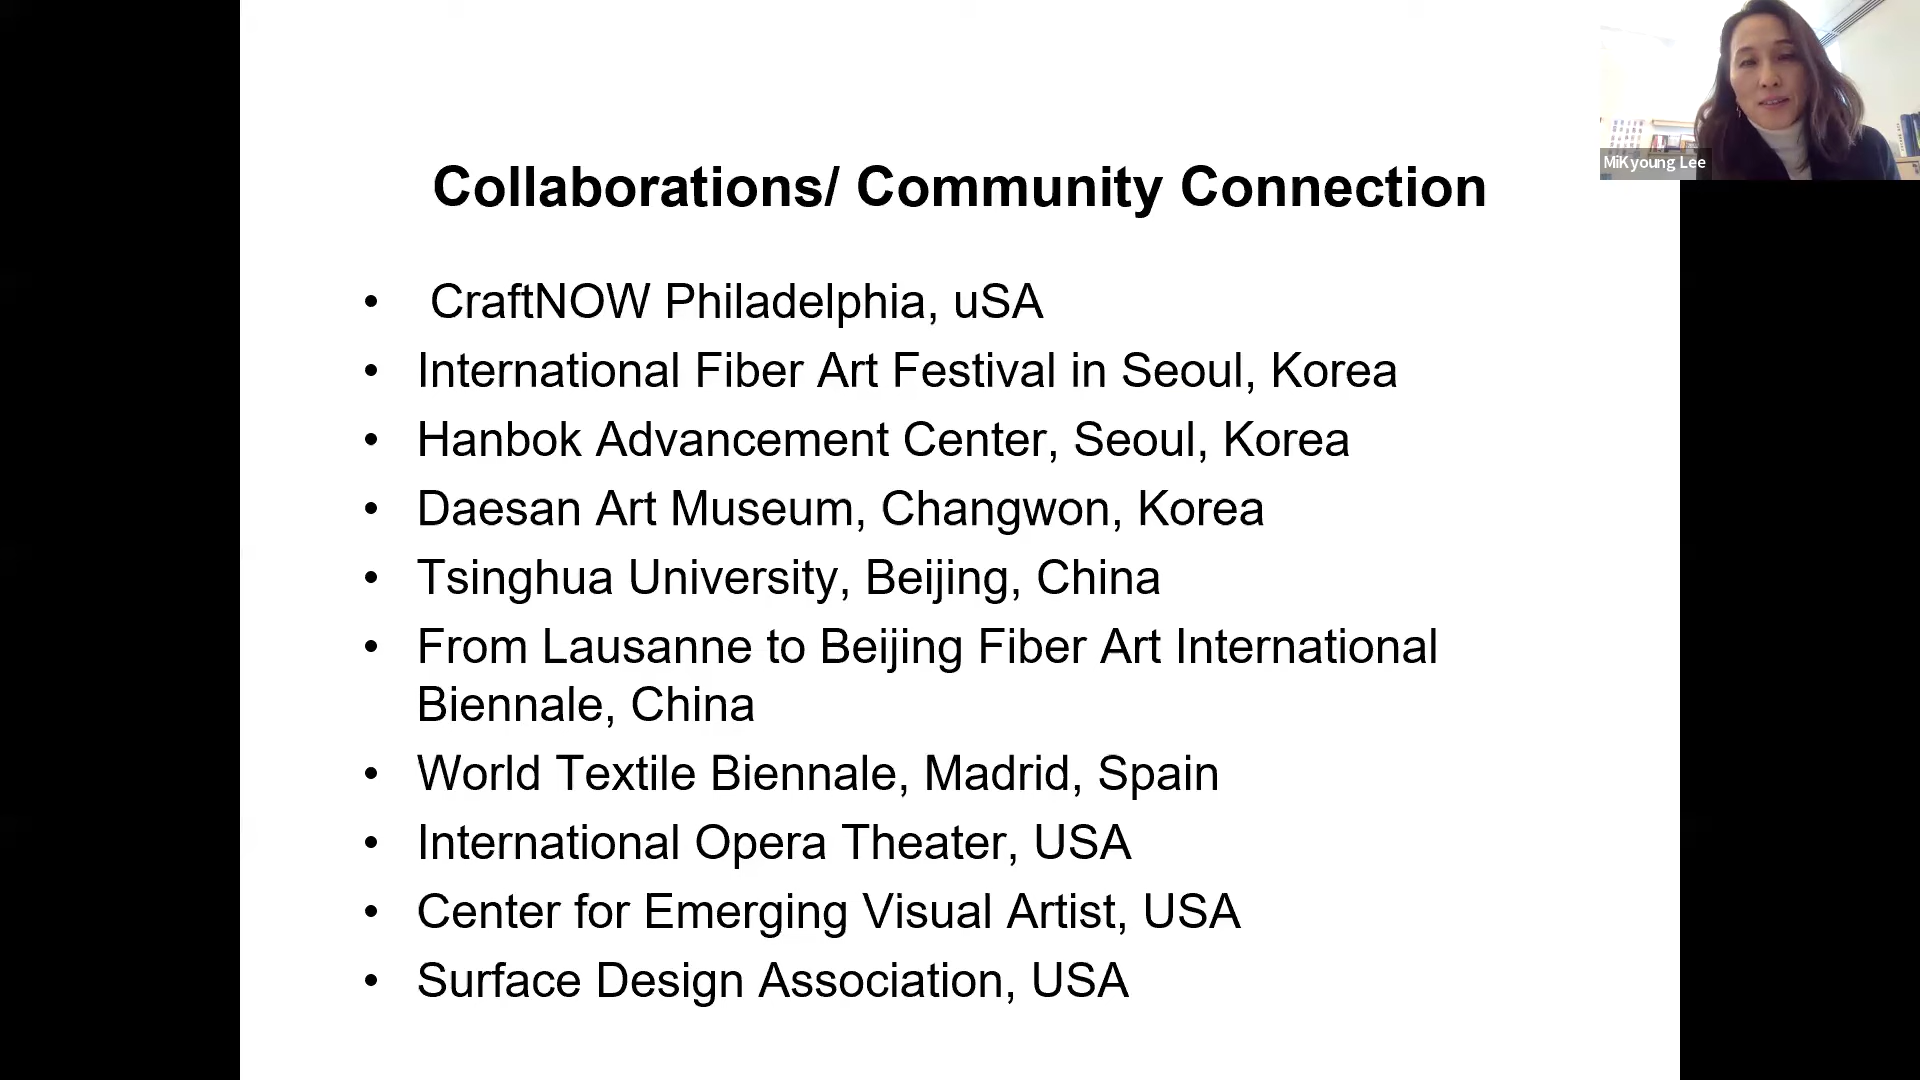 Collaborations/ Community Connection
MiKyoung Lee
• CraftNOW Philadelphia, uSA
• International Fiber Art Festival in Seoul, Korea
• Hanbok Advancement Center, Seoul, Korea
• Daesan Art Museum, Changwon, Korea
• Tsinghua University, Beijing, China
• From Lausanne to Beijing Fiber Art International
Biennale, China
• World Textile Biennale, Madrid, Spain
• International Opera Theater, USA
• Center for Emerging Visual Artist, USA
• Surface Design Association, USA